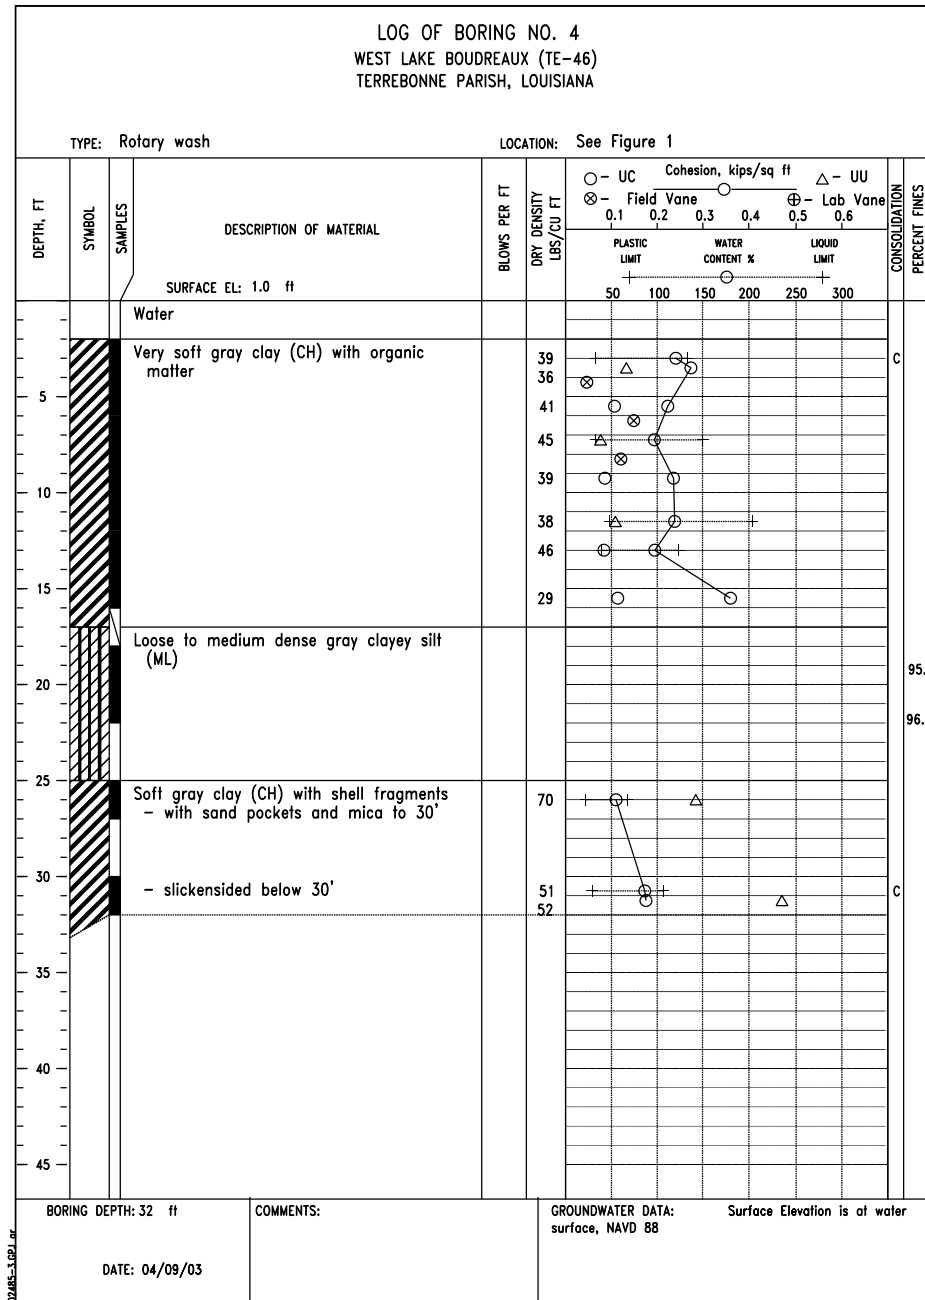 LOG OF BORING NO. 4
WEST LAKE BOUDREAUX (TE-46)
TERREBONNE PARISH, LOUISIANA
TYPE: Rotary wash
LOCATION: See Figure 1
DEPTH, FT
SYMBOL
SAMPLES
DESCRIPTION OF MATERIAL
SURFACE EL: 1.0 ft
BLOWS PER FT
DRY DENSITY
LBS/CU FT
- UC
Cohesion, kips/sq ft
- UU
- Field Vane
- Lab Vane
0.1 0.2 0.3 0.4 0.5 0.6
PLASTIC LIMIT
WATER CONTENT %
LIQUID LIMIT
50 100 150 200 250 300
CONSOLIDATION
PERCENT FINES
Water
Very soft gray clay (CH) with organic
matter
39 C
36
5 41
45
10 39
38
46
15 29
Loose to medium dense gray clayey silt
(ML)
95.
20
96.
25
Soft gray clay (CH) with shell fragments
- with sand pockets and mica to 30'
70
30 - slickensided below 30' 51 C
52
35
40
45
BORING DEPTH: 32 ft
DATE: 04/09/03
COMMENTS:
GROUNDWATER DATA: Surface Elevation is at water
surface, NAVD 88